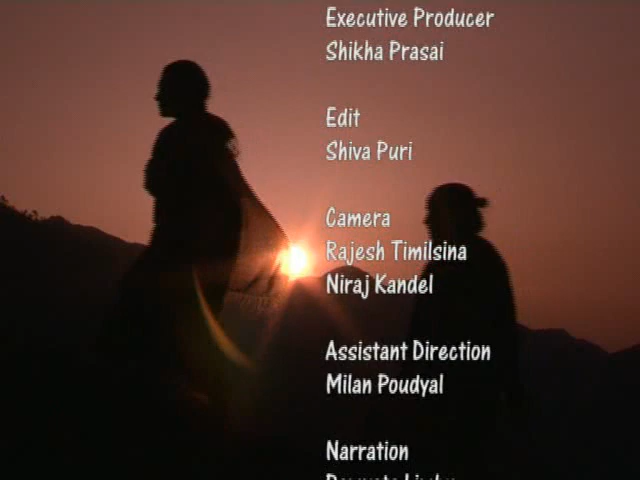 Executive Producer
Shikha Prasai
Edit
Shiva Puri
Camera
Rajesh Timilsina
Niraj Kandel
Assistant Direction
Milan Poudyal
Narration